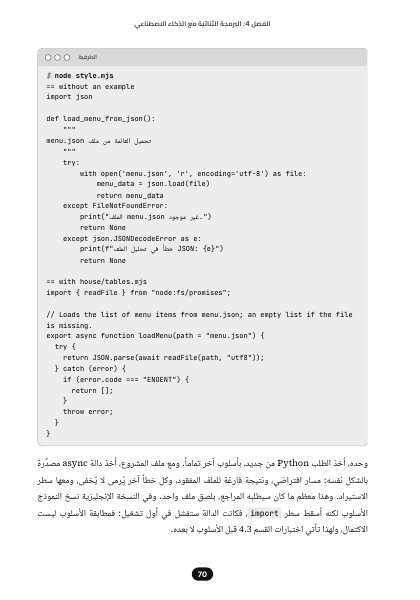 الفصل 4: البرمجة الثنائية مع الذكاء الاصطناعي
الطرفية
$ node style.mjs
== without an example
import json
def load_menu_from_json():
"""
تحميل القائمة من ملف menu.json
"""
try:
with open('menu.json', 'r', encoding='utf-8') as file:
menu_data = json.load(file)
return menu_data
except FileNotFoundError:
print("الملف menu.json غير موجود.")
return None
except json.JSONDecodeError as e:
print(f"خطأ في تحليل الملف JSON: {e}")
return None
== with house/tables.mjs
import { readFile } from "node:fs/promises";
// Loads the list of menu items from menu.json; an empty list if the file
is missing.
export async function loadMenu(path = "menu.json") {
try {
return JSON.parse(await readFile(path, "utf8"));
} catch (error) {
if (error.code === "ENOENT") {
return [];
}
throw error;
}
}
وحده، أخذ الطلب Python من جديد، بأسلوب آخر تماماً. ومع ملف المشروع، أخذ دالة async مصدَّرة
بالشكل نفسه: مسار افتراضي، ونتيجة فارغة للملف المفقود، وكل خطأ آخر يُرمى لا يُخفى، ومعها سطر
الاستيراد. وهذا معظم ما كان سيطلبه المراجع، بلصق ملف واحد. وفي النسخة الإنجليزية نسخ النموذج
الأسلوب لكنه أسقط سطر import، فكانت الدالة ستفشل في أول تشغيل: فمطابقة الأسلوب ليست
الاكتمال، ولهذا تأتي اختبارات القسم 4.3 قبل الأسلوب لا بعده.
70